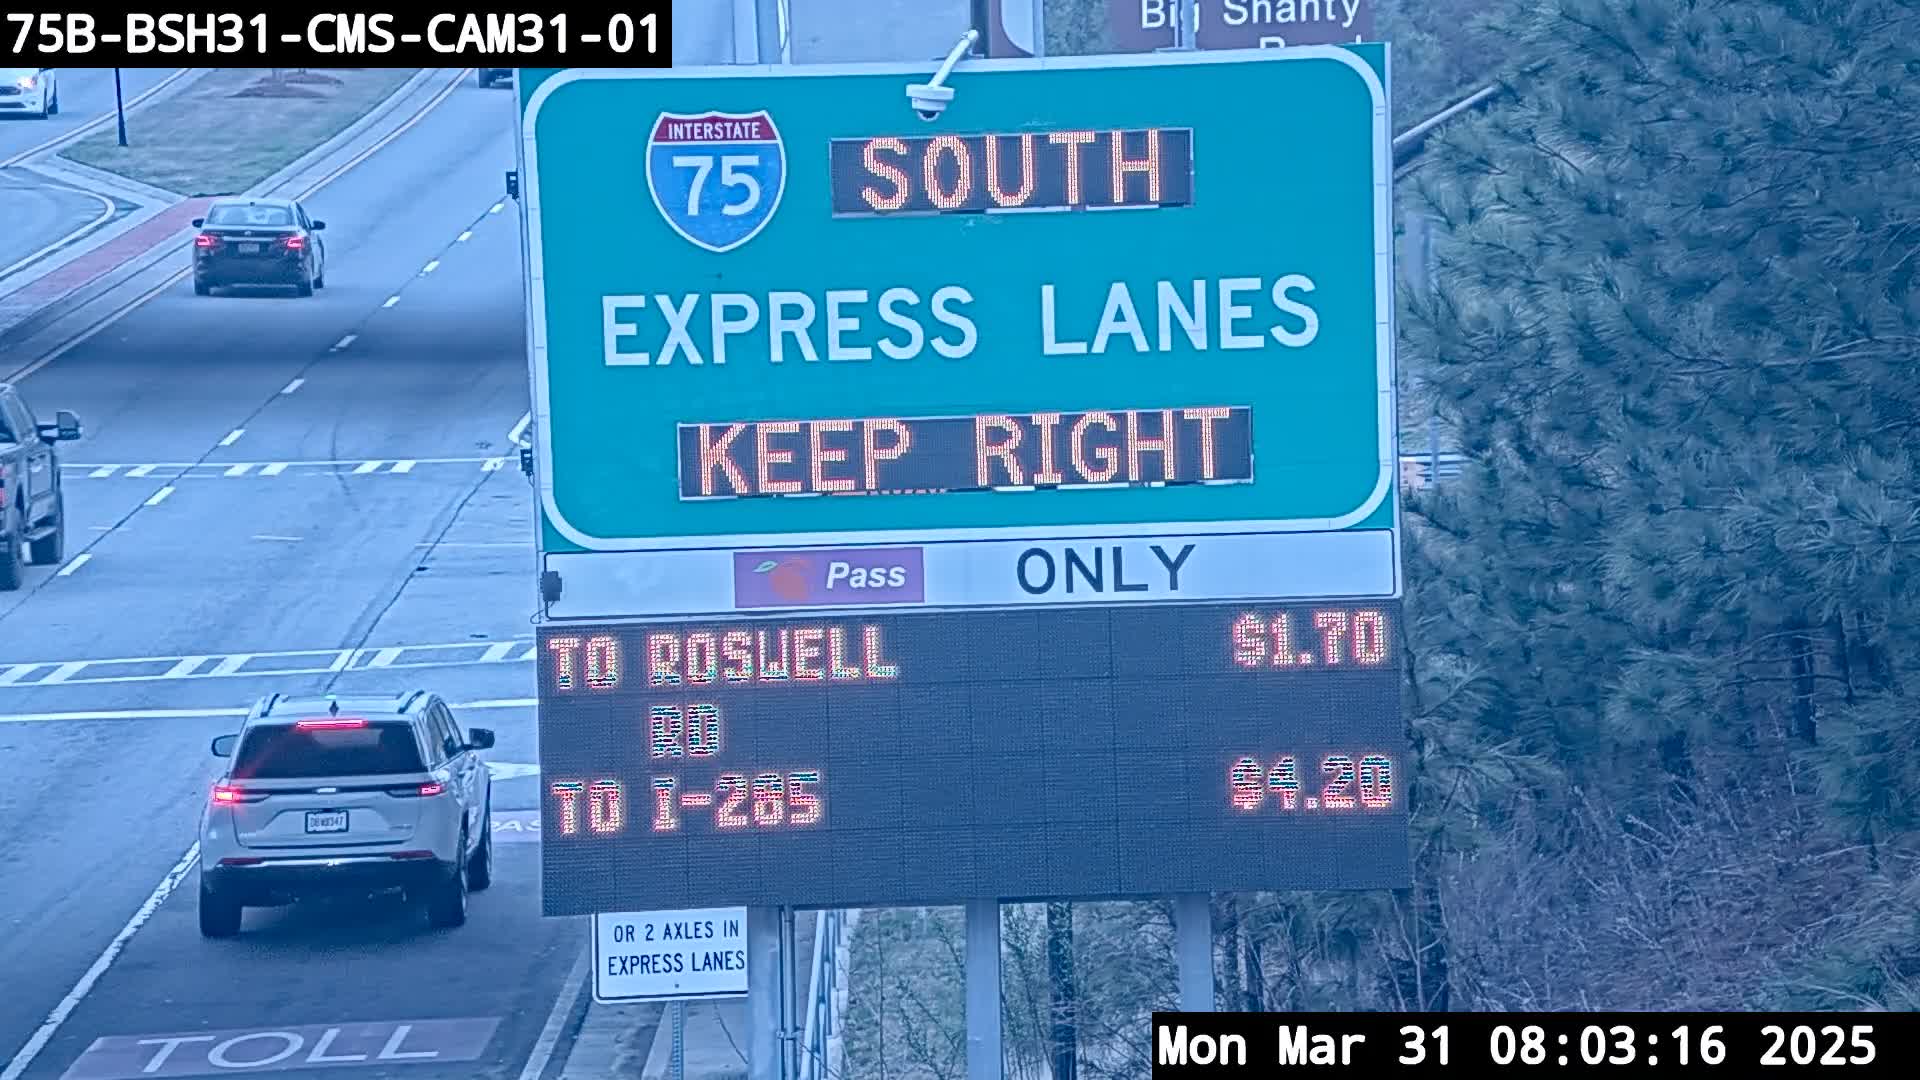 75B-BSH31-CMS-CAM31-01
Big Shanty
Road
INTERSTATE
75
SOUTH
EXPRESS LANES
KEEP RIGHT
Pass
ONLY
TO ROSWELL $1.70
RD
TO I-285 $4.20
OR 2 AXLES IN
EXPRESS LANES
TOLL
Mon Mar 31 08:03:16 2025